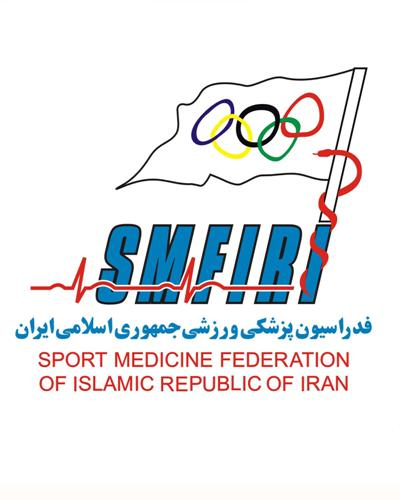 SMFIRI
فدراسیون پزشکی ورزشی جمهوری اسلامی ایران
SPORT MEDICINE FEDERATION
OF ISLAMIC REPUBLIC OF IRAN